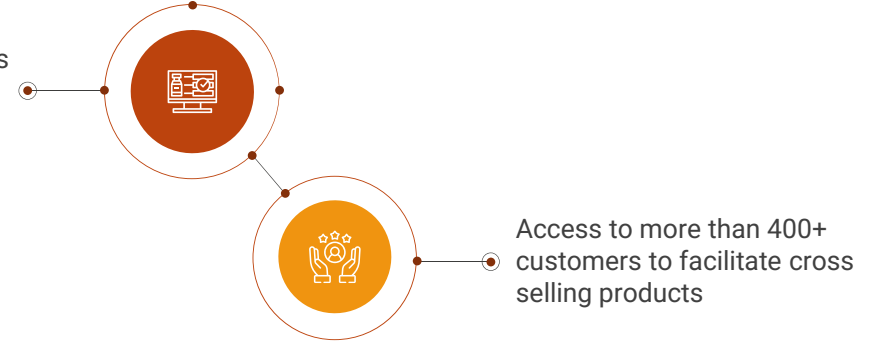 s
Access to more than 400+
customers to facilitate cross
selling products